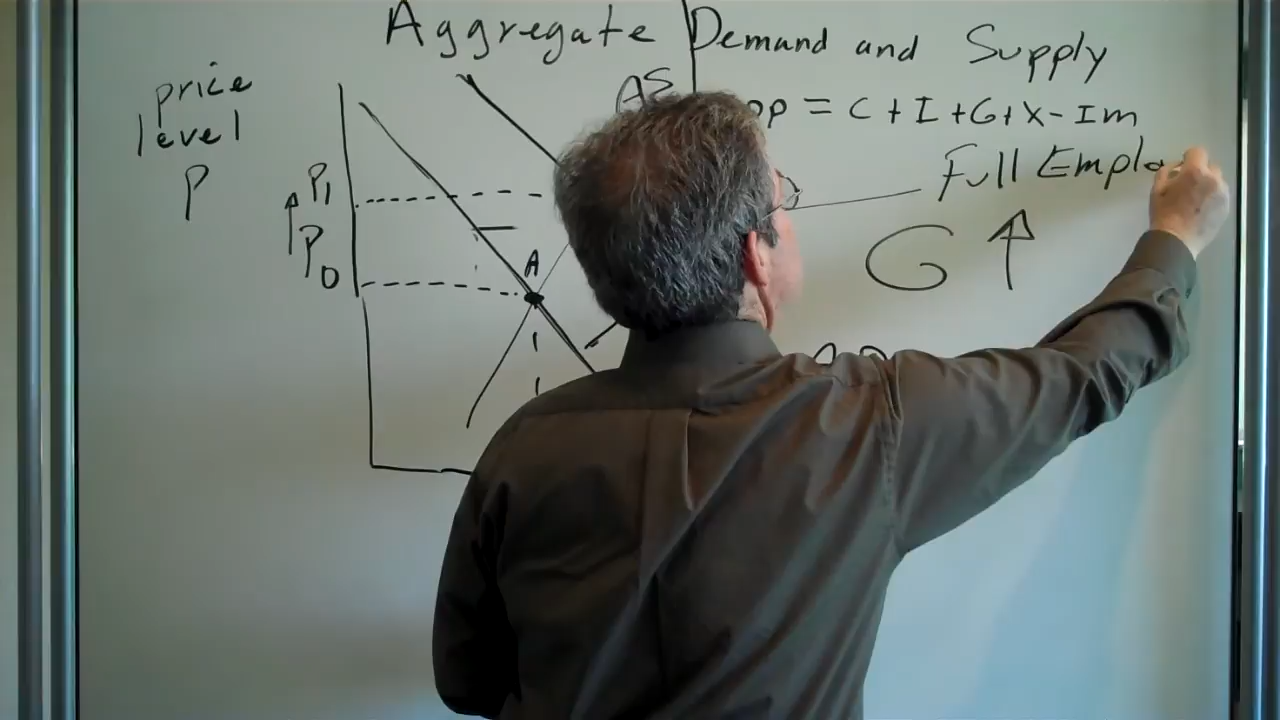 Aggregate Demand and Supply
price
level
P
AS
= C + I + G + X - Im
Full Emplo
P1
P0
G ↑
A